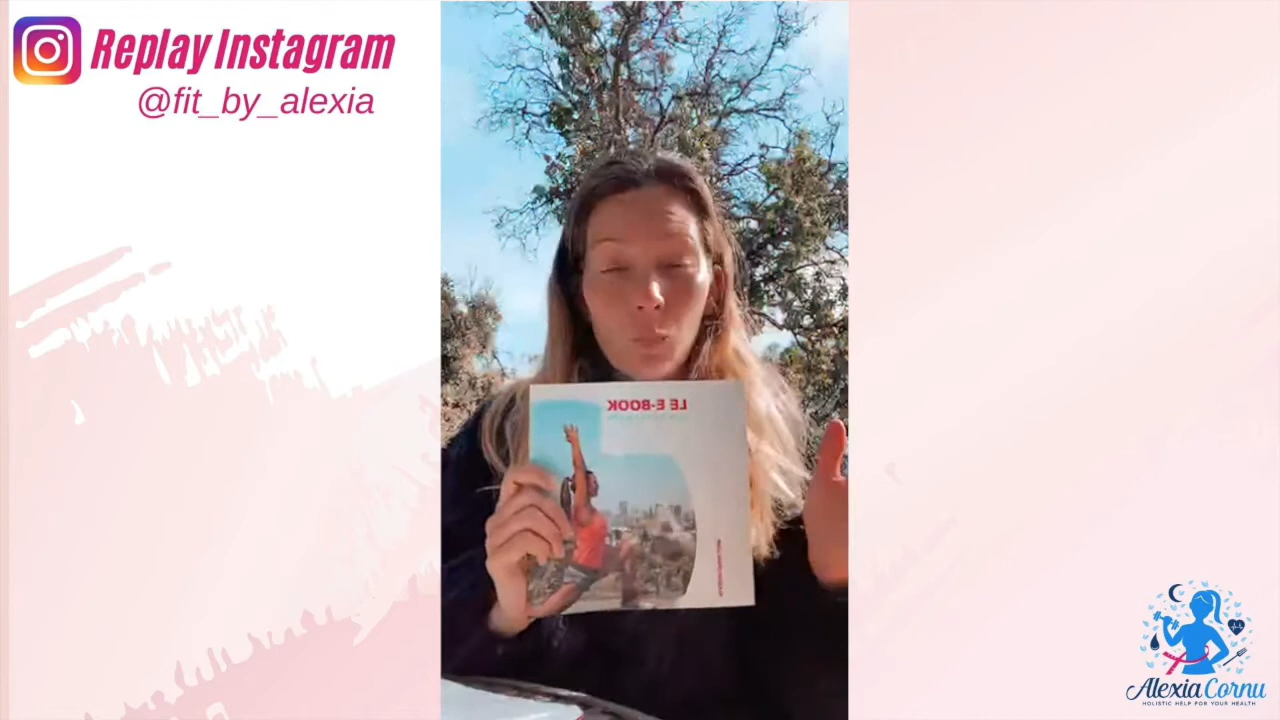 Replay Instagram
@fit_by_alexia
LE E-BOOK
Alexia Cornu
HOLISTIC HELP FOR YOUR HEALTH